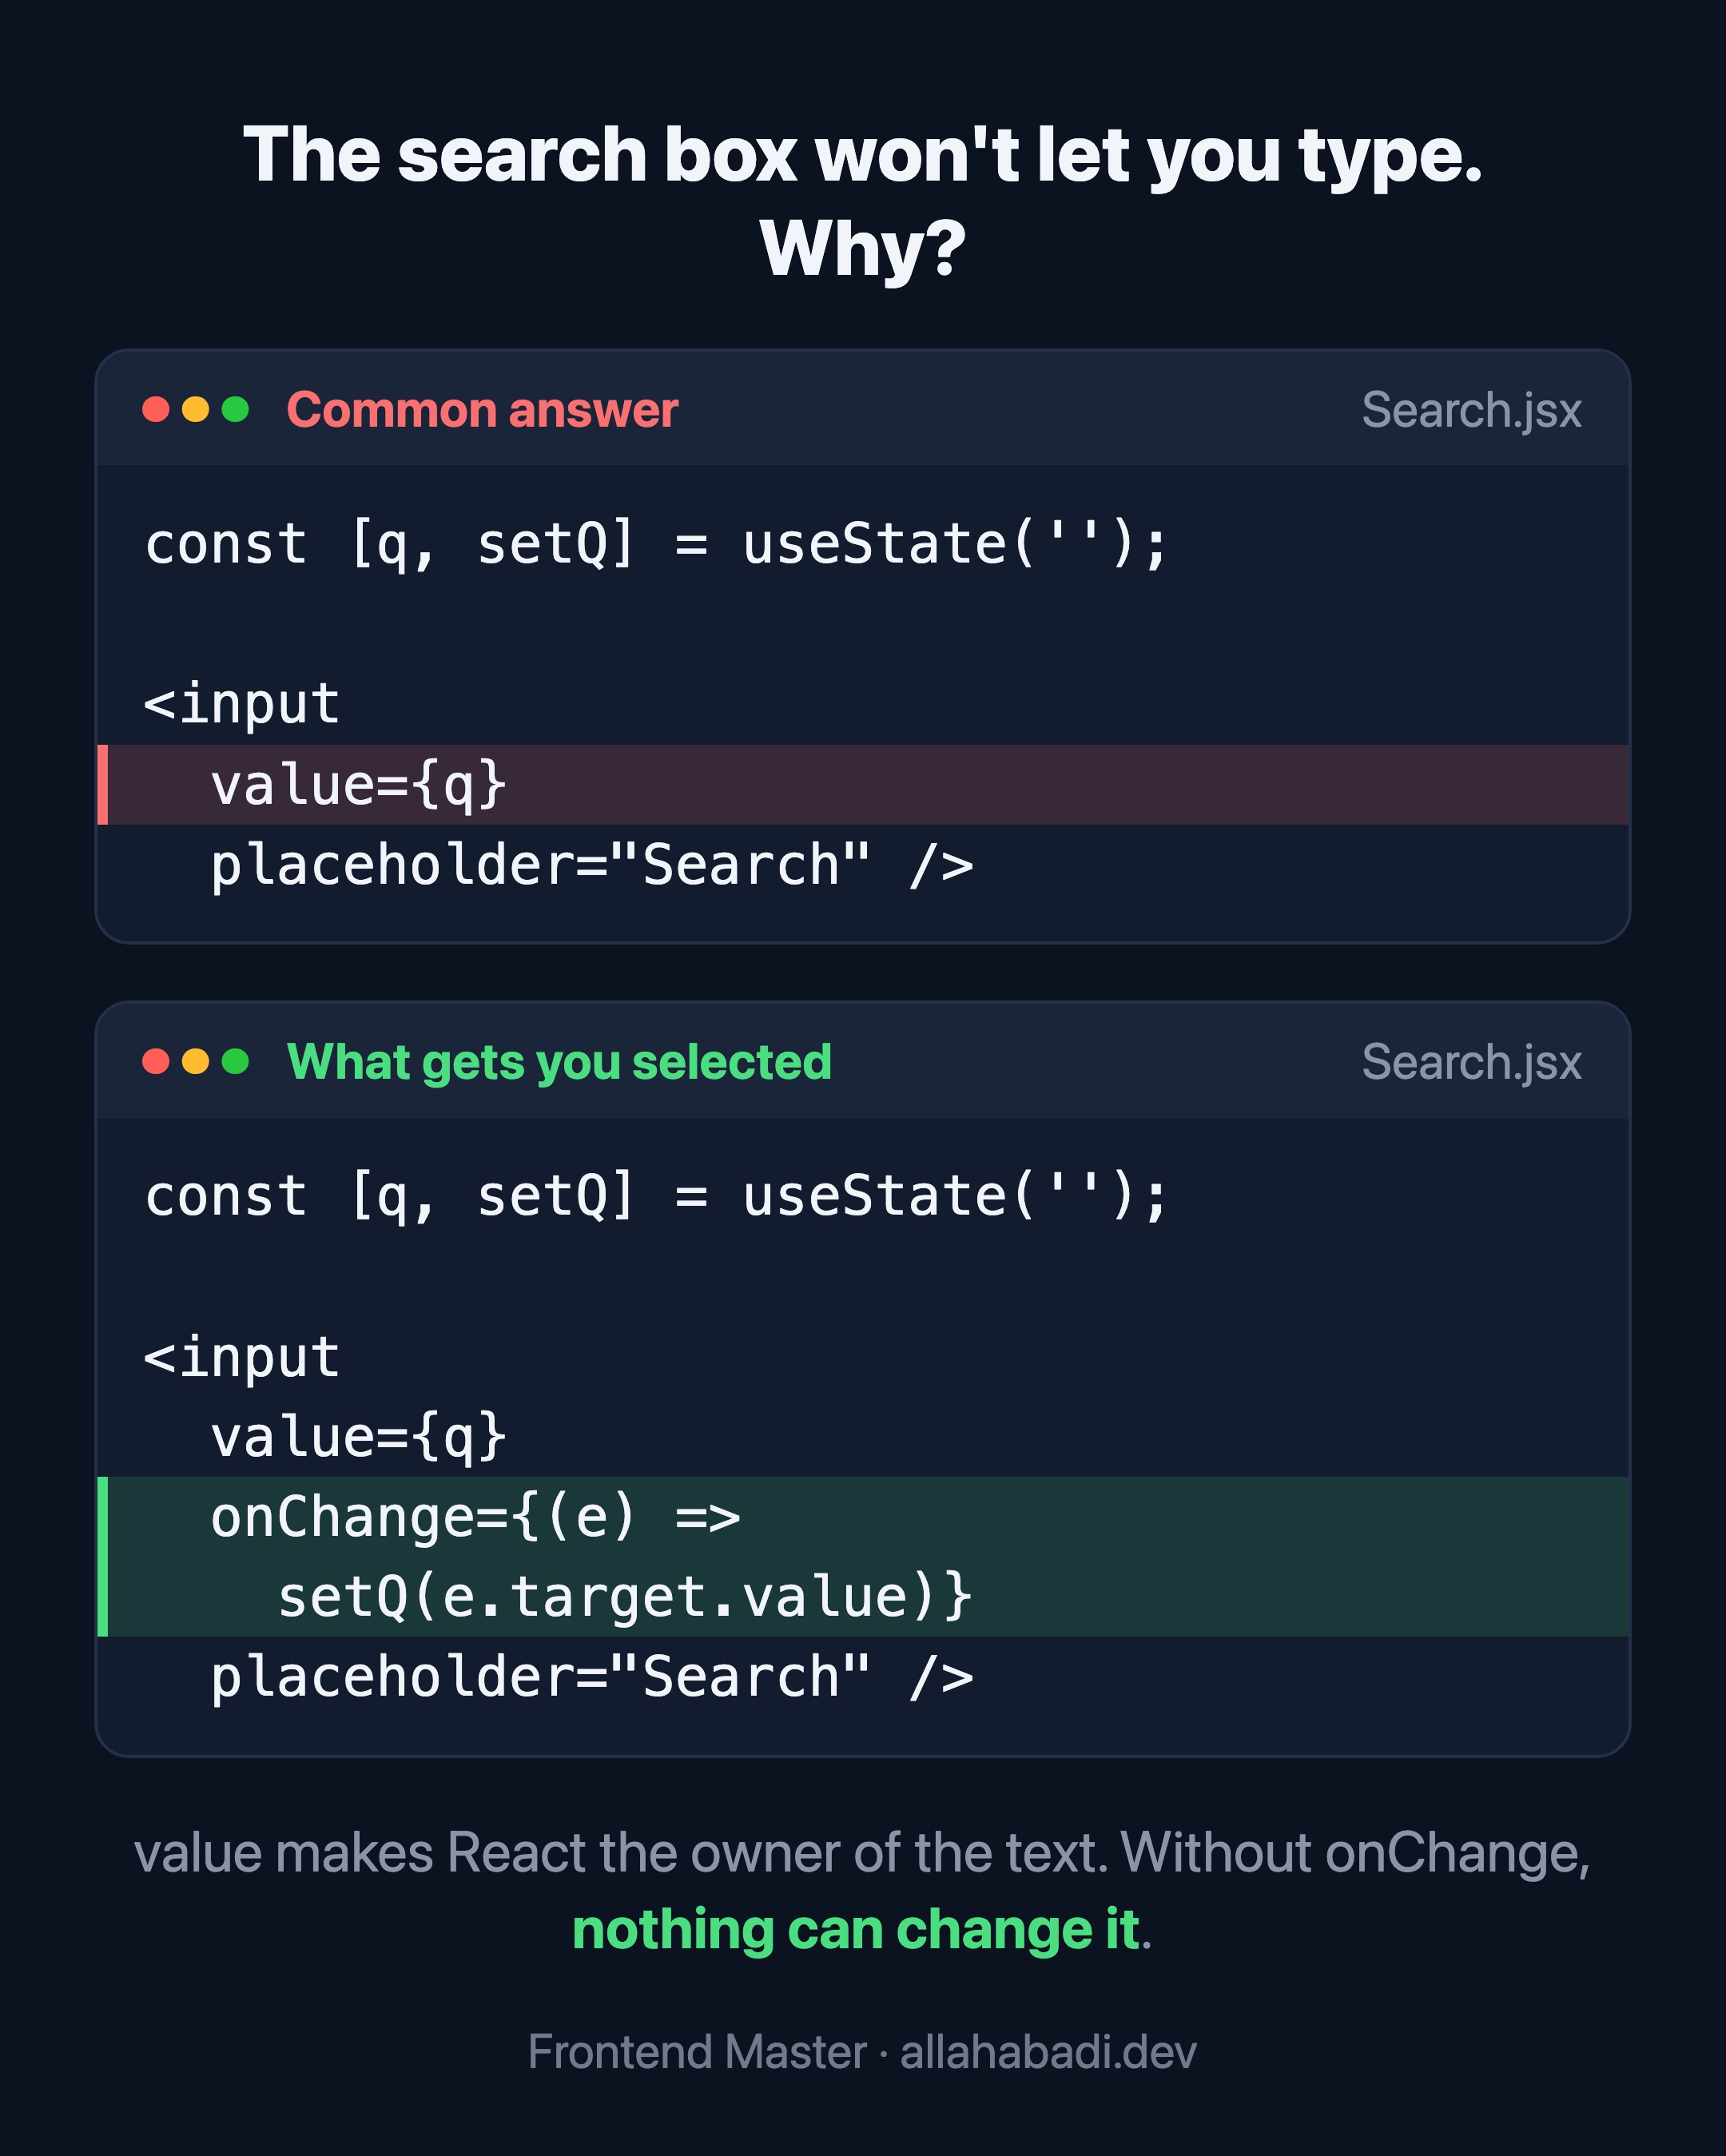 The search box won't let you type.
Why?
Common answer
Search.jsx
const [q, setQ] = useState('');
<input
  value={q}
  placeholder="Search" />
What gets you selected
Search.jsx
const [q, setQ] = useState('');
<input
  value={q}
  onChange={(e) =>
    setQ(e.target.value)}
  placeholder="Search" />
value makes React the owner of the text. Without onChange,
nothing can change it.
Frontend Master · allahabadi.dev